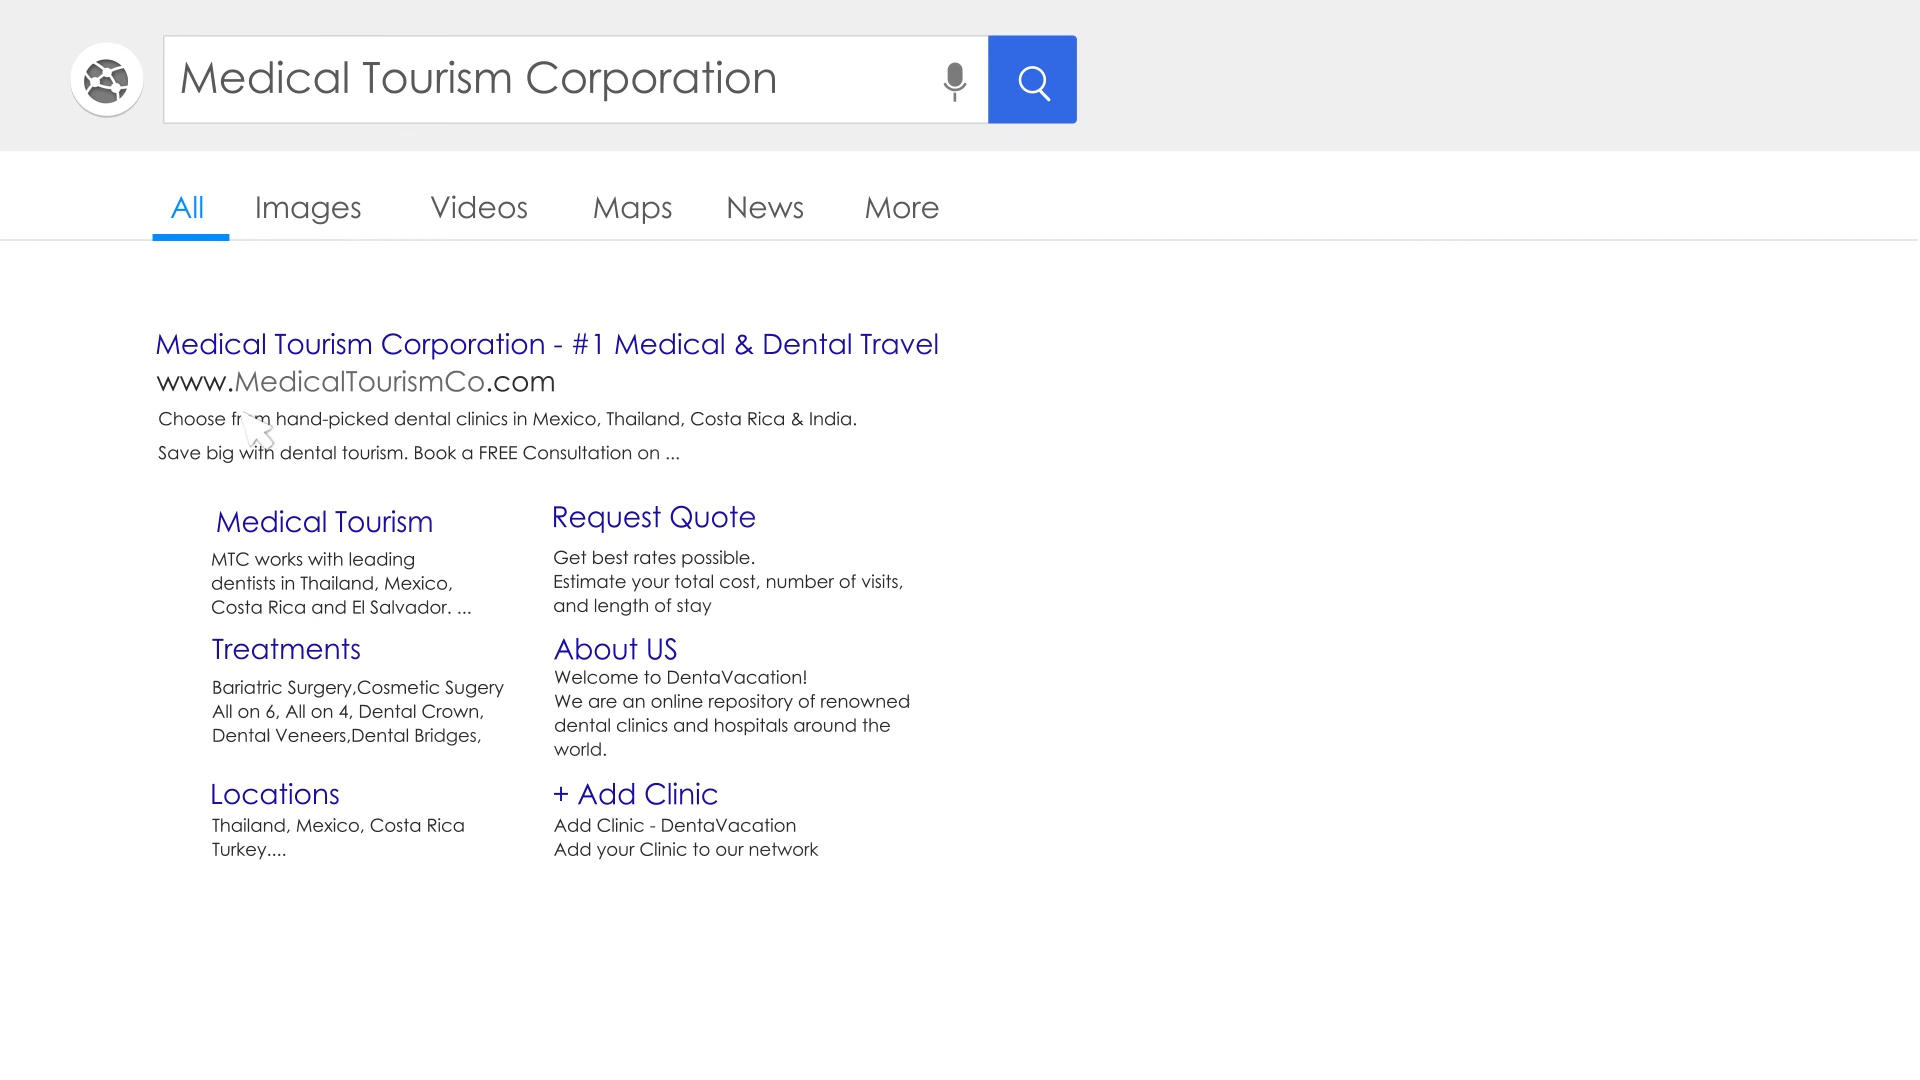 Medical Tourism Corporation
All Images Videos Maps News More
Medical Tourism Corporation - #1 Medical & Dental Travel
www.MedicalTourismCo.com
Choose from hand-picked dental clinics in Mexico, Thailand, Costa Rica & India.
Save big with dental tourism. Book a FREE Consultation on ...
Medical Tourism
MTC works with leading
dentists in Thailand, Mexico,
Costa Rica and El Salvador. ...
Request Quote
Get best rates possible.
Estimate your total cost, number of visits,
and length of stay
Treatments
Bariatric Surgery,Cosmetic Sugery
All on 6, All on 4, Dental Crown,
Dental Veneers,Dental Bridges,
About US
Welcome to DentaVacation!
We are an online repository of renowned
dental clinics and hospitals around the
world.
Locations
Thailand, Mexico, Costa Rica
Turkey....
+ Add Clinic
Add Clinic - DentaVacation
Add your Clinic to our network